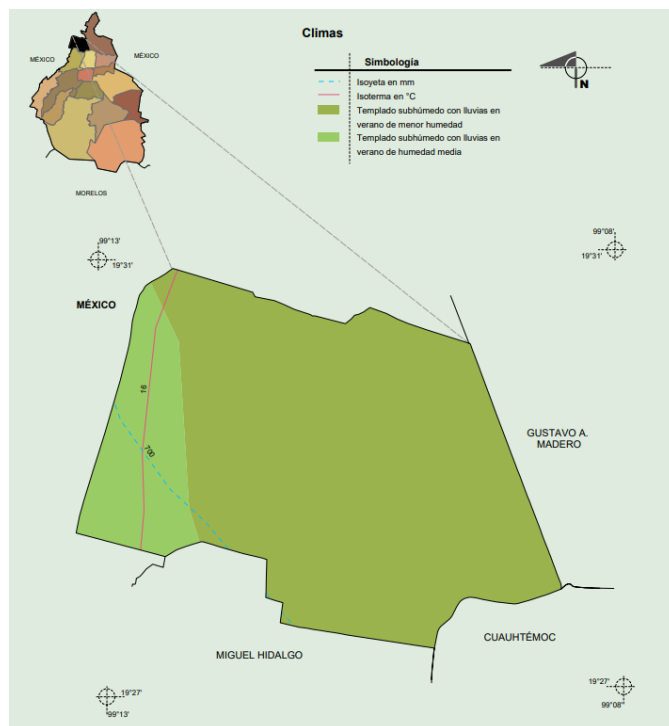 Climas
MÉXICO
MÉXICO
MORELOS
Simbología
Isoyeta en mm
Isoterma en °C
Templado subhúmedo con lluvias en
verano de menor humedad
Templado subhúmedo con lluvias en
verano de humedad media
N
99°13'
19°31'
99°08'
19°31'
MÉXICO
16
700
GUSTAVO A.
MADERO
CUAUHTÉMOC
MIGUEL HIDALGO
19°27'
99°13'
19°27'
99°08'